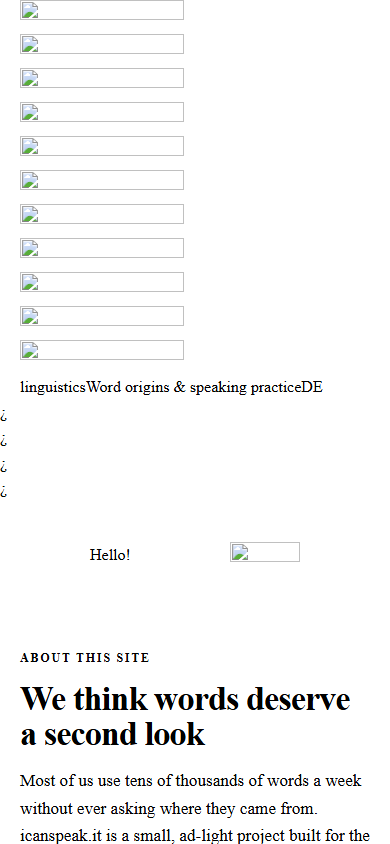 linguisticsWord origins & speaking practiceDE
¿
¿
¿
¿
Hello!
ABOUT THIS SITE
We think words deserve
a second look
Most of us use tens of thousands of words a week
without ever asking where they came from.
icanspeak.it is a small, ad-light project built for the